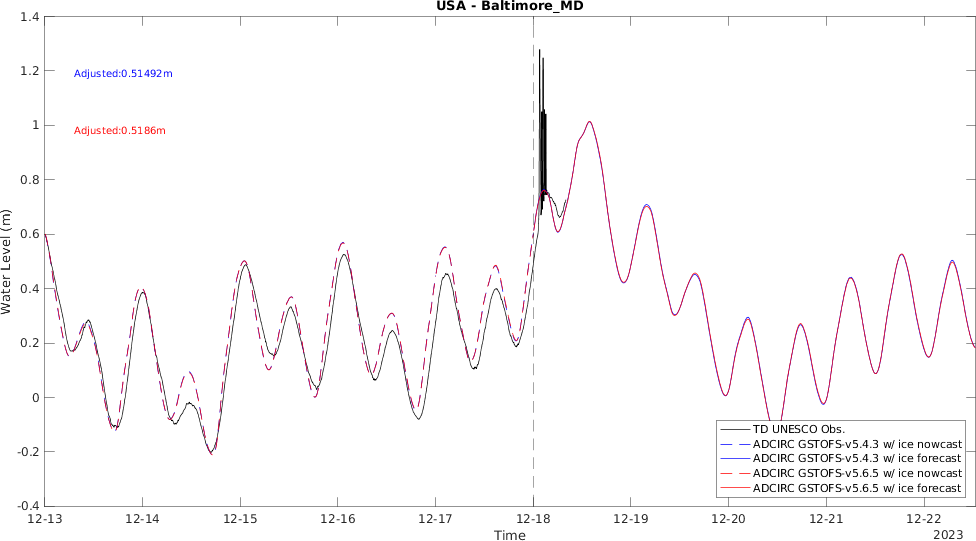 USA - Baltimore_MD
1.4
1.2
1
0.8
0.6
0.4
0.2
0
-0.2
-0.4
Water Level (m)
Adjusted:0.51492m
Adjusted:0.5186m
TD UNESCO Obs.
ADCIRC GSTOFS-v5.4.3 w/ ice nowcast
ADCIRC GSTOFS-v5.4.3 w/ ice forecast
ADCIRC GSTOFS-v5.6.5 w/ ice nowcast
ADCIRC GSTOFS-v5.6.5 w/ ice forecast
12-13 12-14 12-15 12-16 12-17 12-18 12-19 12-20 12-21 12-22
Time
2023